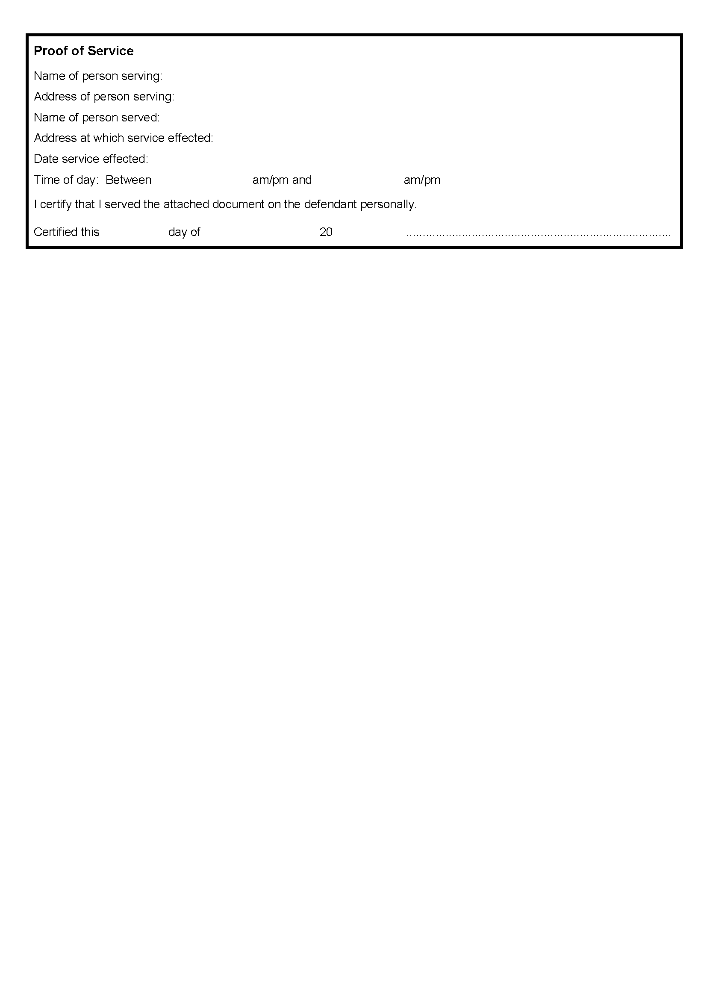 Proof of Service
Name of person serving:
Address of person serving:
Name of person served:
Address at which service effected:
Date service effected:
Time of day:  Between am/pm and am/pm
I certify that I served the attached document on the defendant personally.
Certified this day of 20 .................................................................................